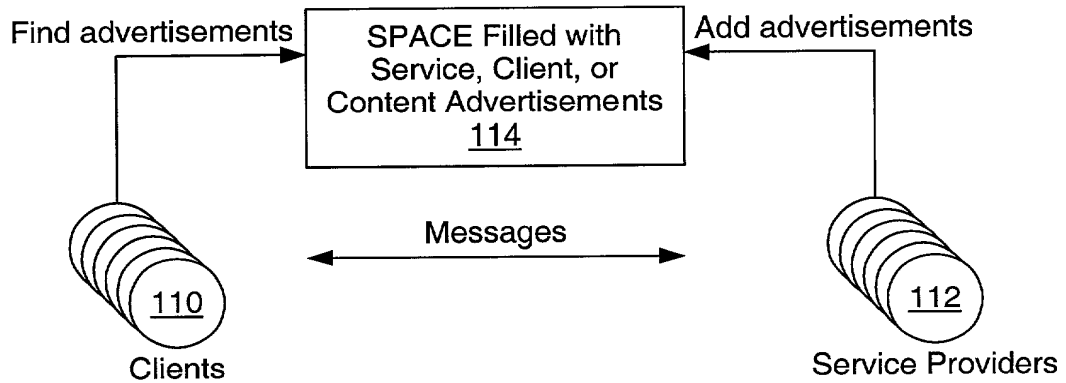 Find advertisements
SPACE Filled with
Service, Client, or
Content Advertisements
114
Add advertisements
Messages
110
Clients
112
Service Providers